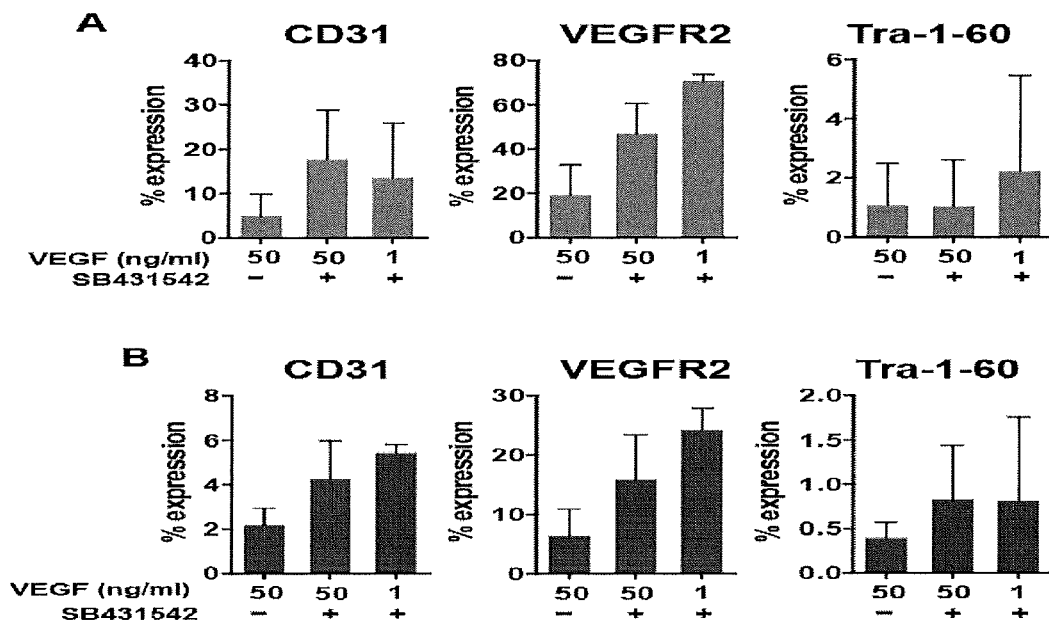 A
CD31
VEGFR2
Tra-1-60
% expression
40
30
20
10
0
% expression
80
60
40
20
0
% expression
6
4
2
0
VEGF (ng/ml) 50 50 1 50 50 1 50 50 1
SB431542 – + + – + + – + +
B
CD31
VEGFR2
Tra-1-60
% expression
8
6
4
2
0
% expression
30
20
10
0
% expression
2.0
1.5
1.0
0.5
0.0
VEGF (ng/ml) 50 50 1 50 50 1 50 50 1
SB431542 – + + – + + – + +